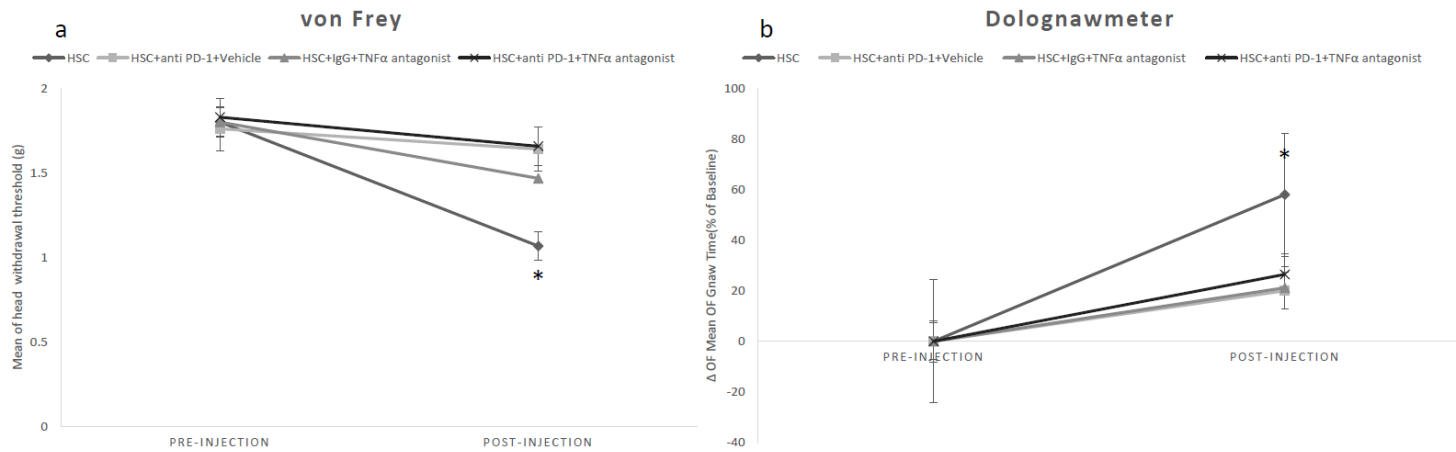 von Frey
a
HSC HSC+anti PD-1+Vehicle HSC+IgG+TNFα antagonist HSC+anti PD-1+TNFα antagonist
Mean of head withdrawal threshold (g)
2
1.5
1
0.5
0
*
PRE-INJECTION POST-INJECTION
Dolognawmeter
b
HSC HSC+anti PD-1+Vehicle HSC+IgG+TNFα antagonist HSC+anti PD-1+TNFα antagonist
Δ OF Mean OF Gnaw Time(% of Baseline)
100
80
60
40
20
0
-20
-40
*
PRE-INJECTION POST-INJECTION